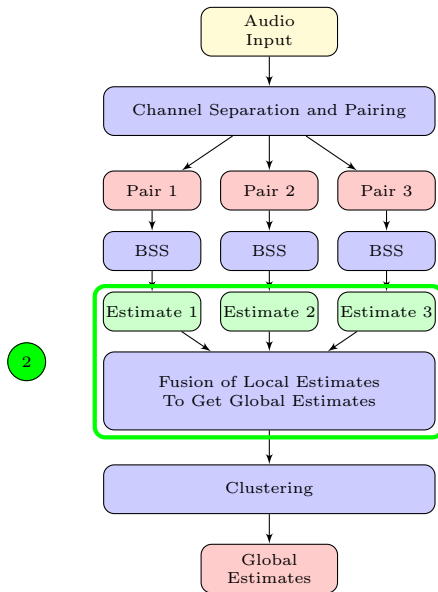 Audio
Input
Channel Separation and Pairing
Pair 1
Pair 2
Pair 3
BSS
BSS
BSS
Estimate 1
Estimate 2
Estimate 3
2
Fusion of Local Estimates
To Get Global Estimates
Clustering
Global
Estimates